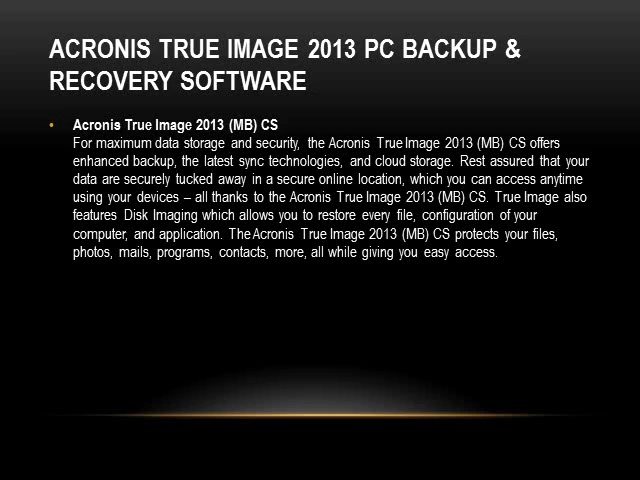 ACRONIS TRUE IMAGE 2013 PC BACKUP &
RECOVERY SOFTWARE
• Acronis True Image 2013 (MB) CS
For maximum data storage and security, the Acronis True Image 2013 (MB) CS offers
enhanced backup, the latest sync technologies, and cloud storage. Rest assured that your
data are securely tucked away in a secure online location, which you can access anytime
using your devices – all thanks to the Acronis True Image 2013 (MB) CS. True Image also
features Disk Imaging which allows you to restore every file, configuration of your
computer, and application. The Acronis True Image 2013 (MB) CS protects your files,
photos, mails, programs, contacts, more, all while giving you easy access.